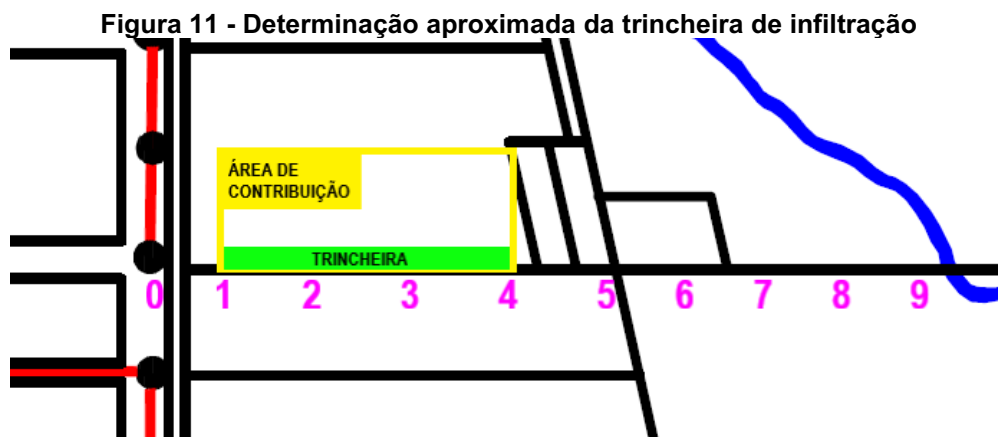 Figura 11 - Determinação aproximada da trincheira de infiltração
ÁREA DE
CONTRIBUIÇÃO
TRINCHEIRA
0 1 2 3 4 5 6 7 8 9